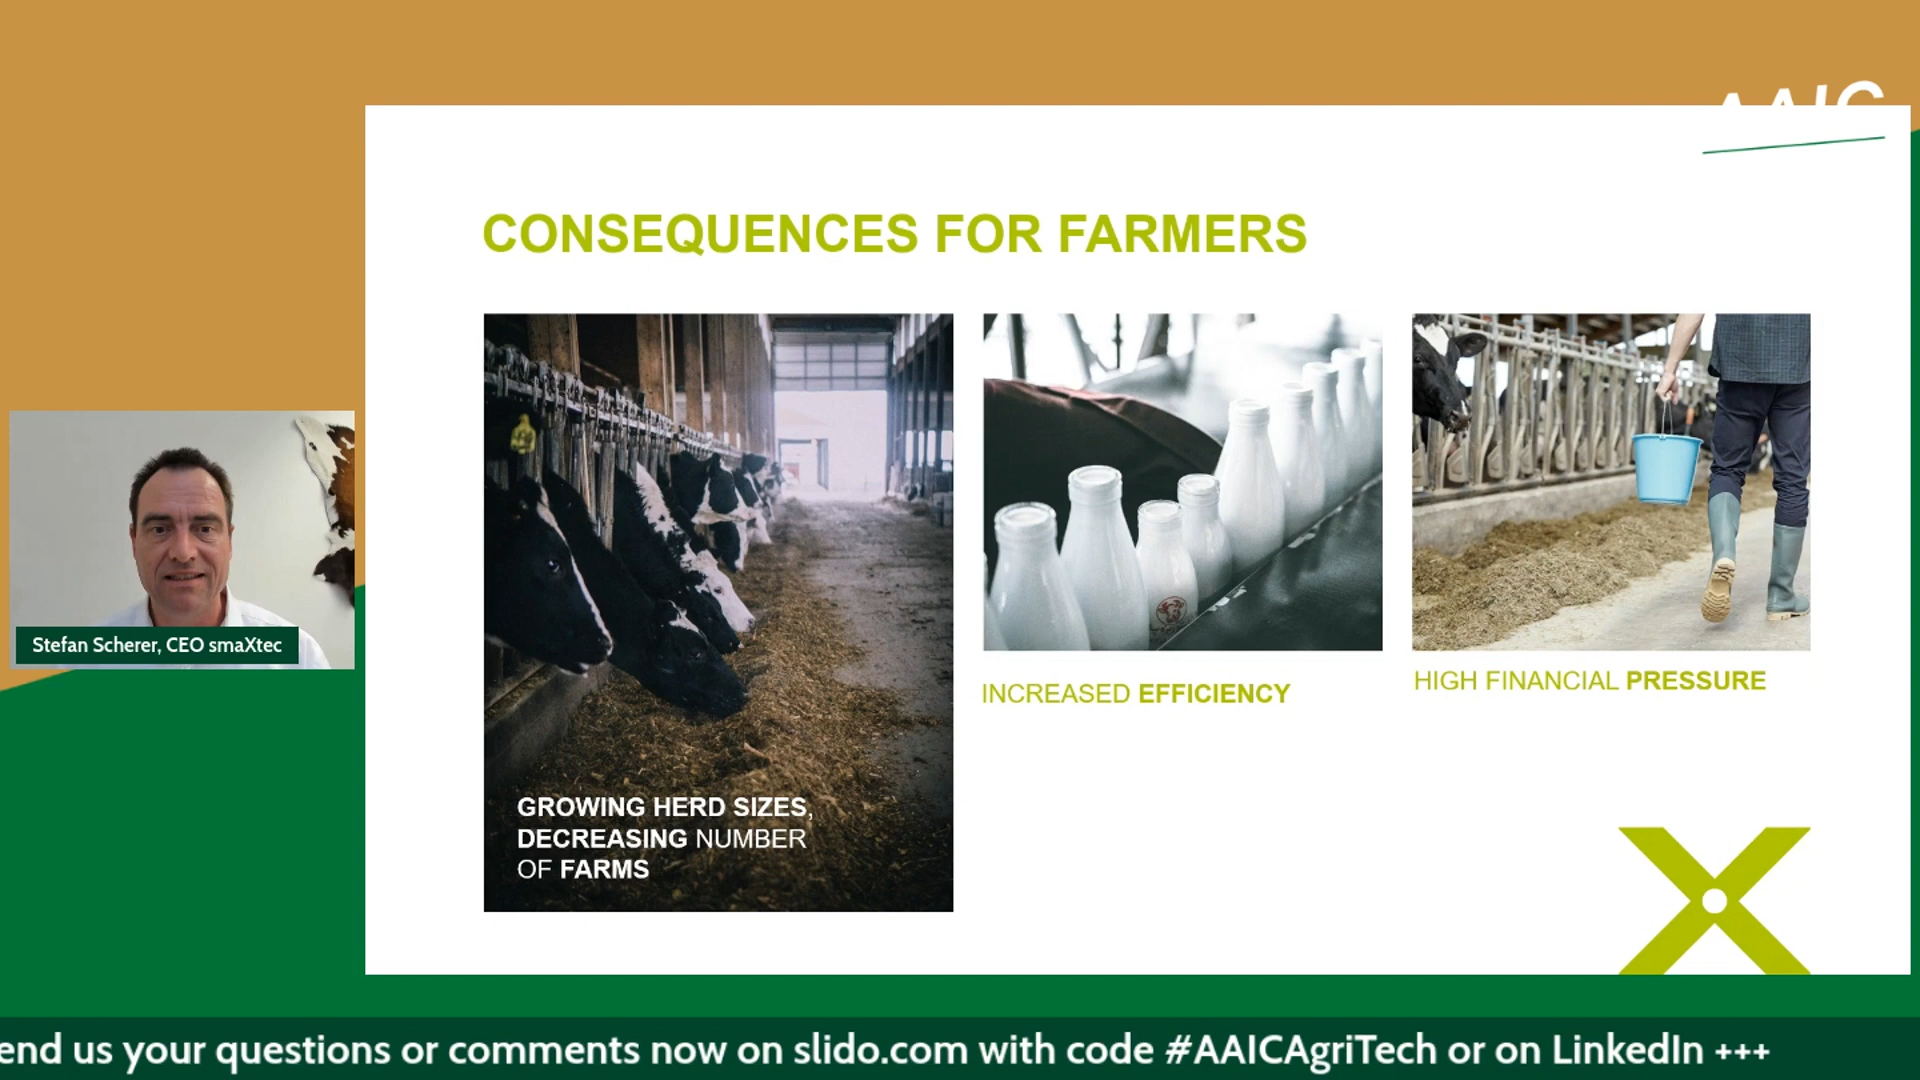 AAIC
CONSEQUENCES FOR FARMERS
Stefan Scherer, CEO smaXtec
GROWING HERD SIZES,
DECREASING NUMBER
OF FARMS
INCREASED EFFICIENCY
HIGH FINANCIAL PRESSURE
end us your questions or comments now on slido.com with code #AAICAgriTech or on LinkedIn +++